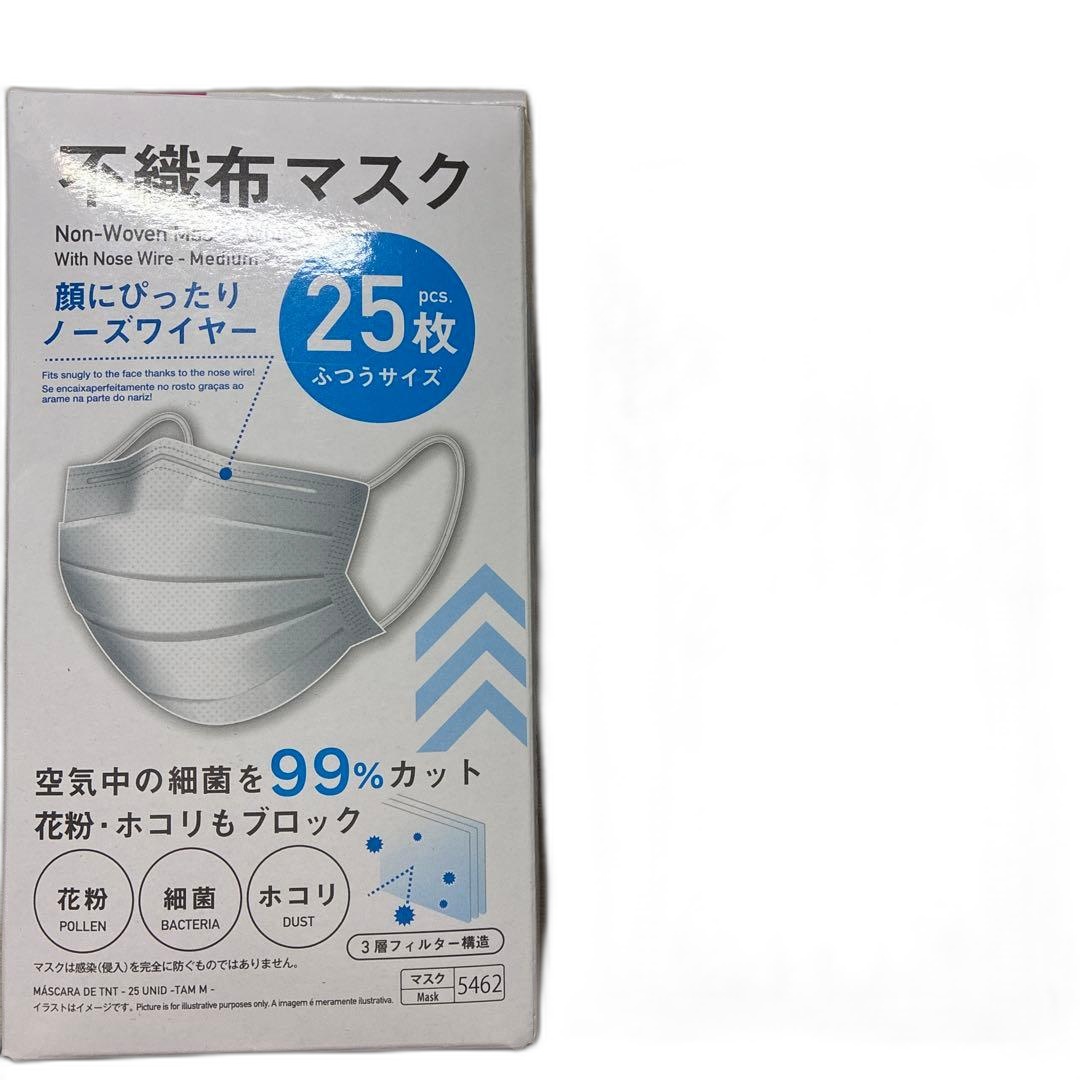 不織布マスク
Non-Woven
With Nose Wire - Medium
顔にぴったり
ノーズワイヤー
25 pcs.
枚
ふつうサイズ
Fits snugly to the face thanks to the nose wire!
Se encaixaperfeitamente no rosto graças ao
arame na parte do nariz!
空気中の細菌を99%カット
花粉・ホコリもブロック
花粉
POLLEN
細菌
BACTERIA
ホコリ
DUST
3層フィルター構造
マスクは感染(侵入)を完全に防ぐものではありません。
マスク
Mask
5462
MÁSCARA DE TNT - 25 UNID -TAM M -
イラストはイメージです。Picture is for illustrative purposes only. A imagem é meramente ilustrativa.